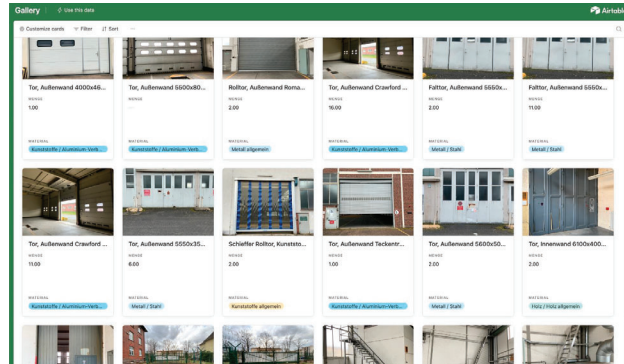 Gallery
Use this data
Airtable
Customize cards Filter Sort ...
Tor, Außenwand 4000x46...
MENGE
1.00
MATERIAL
Kunststoffe / Aluminium-Verb...
Tor, Außenwand 5500x80...
MENGE
MATERIAL
Kunststoffe / Aluminium-Verb...
Rolltor, Außenwand Roma...
MENGE
2.00
MATERIAL
Metall allgemein
Tor, Außenwand Crawford ...
MENGE
16.00
MATERIAL
Kunststoffe / Aluminium-Verb...
Falttor, Außenwand 5550x...
MENGE
2.00
MATERIAL
Metall / Stahl
Falttor, Außenwand 5550x...
MENGE
11.00
MATERIAL
Metall / Stahl
Tor, Außenwand Crawford ...
MENGE
11.00
MATERIAL
Kunststoffe / Aluminium-Verb...
Tor, Außenwand 5550x35...
MENGE
6.00
MATERIAL
Metall / Stahl
Schieffer Rolltor, Kunststo...
MENGE
2.00
MATERIAL
Kunststoffe allgemein
Tor, Außenwand Teckentr...
MENGE
1.00
MATERIAL
Kunststoffe / Aluminium-Verb...
Tor, Außenwand 5600x50...
MENGE
2.00
MATERIAL
Metall / Stahl
Tor, Innenwand 6100x400...
MENGE
2.00
MATERIAL
Holz / Holz allgemein